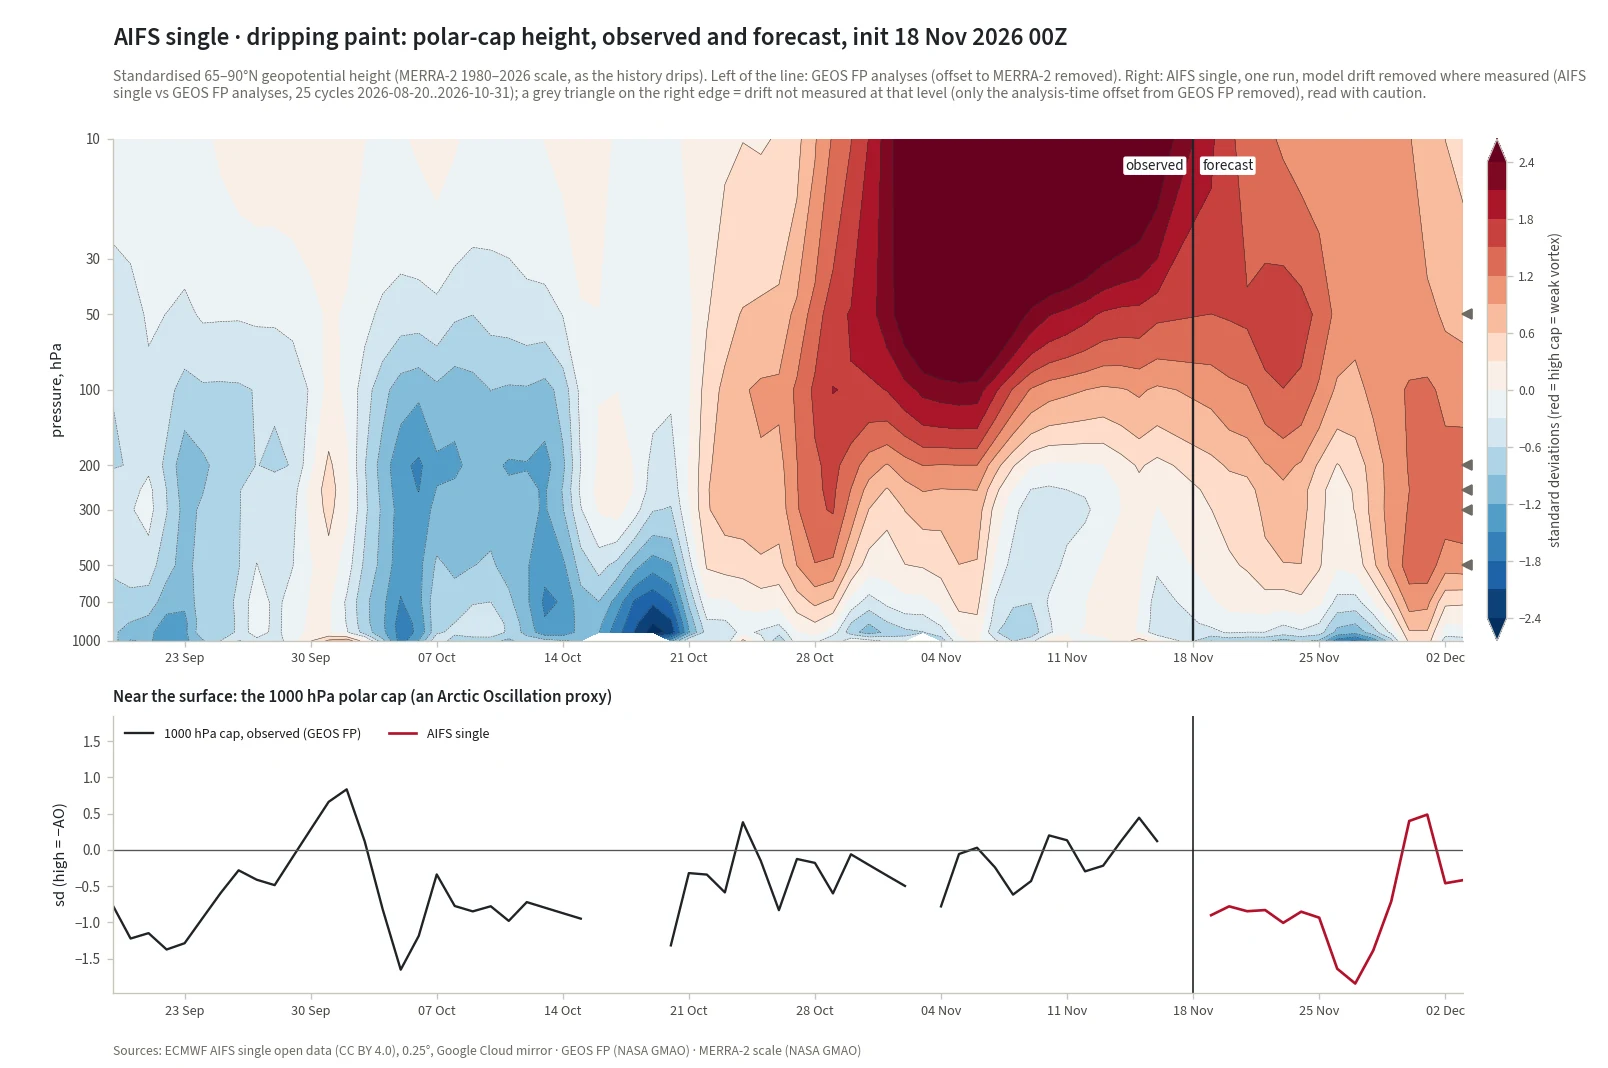 AIFS single · dripping paint: polar-cap height, observed and forecast, init 18 Nov 2026 00Z
Standardised 65–90°N geopotential height (MERRA-2 1980–2026 scale, as the history drips). Left of the line: GEOS FP analyses (offset to MERRA-2 removed). Right: AIFS single, one run, model drift removed where measured (AIFS
single vs GEOS FP analyses, 25 cycles 2026-08-20..2026-10-31); a grey triangle on the right edge = drift not measured at that level (only the analysis-time offset from GEOS FP removed), read with caution.
pressure, hPa
10
30
50
100
200
300
500
700
1000
observed
forecast
23 Sep
30 Sep
07 Oct
14 Oct
21 Oct
28 Oct
04 Nov
11 Nov
18 Nov
25 Nov
02 Dec
2.4
1.8
1.2
0.6
0.0
−0.6
−1.2
−1.8
−2.4
standard deviations (red = high cap = weak vortex)
Near the surface: the 1000 hPa polar cap (an Arctic Oscillation proxy)
1000 hPa cap, observed (GEOS FP)
AIFS single
sd (high = −AO)
1.5
1.0
0.5
0.0
−0.5
−1.0
−1.5
23 Sep
30 Sep
07 Oct
14 Oct
21 Oct
28 Oct
04 Nov
11 Nov
18 Nov
25 Nov
02 Dec
Sources: ECMWF AIFS single open data (CC BY 4.0), 0.25°, Google Cloud mirror · GEOS FP (NASA GMAO) · MERRA-2 scale (NASA GMAO)